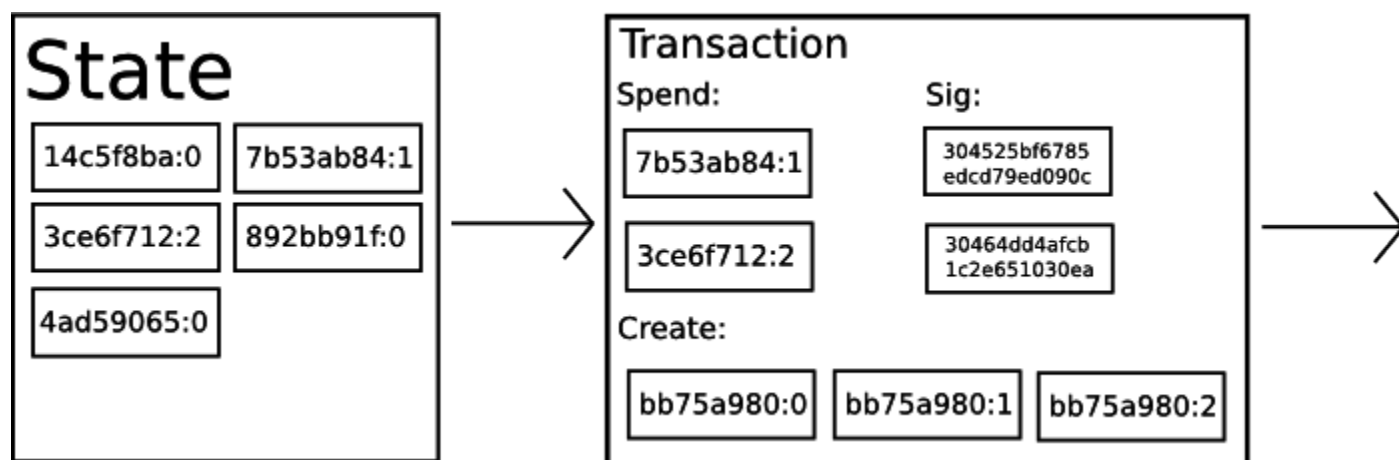 State
14c5f8ba:0 7b53ab84:1
3ce6f712:2 892bb91f:0
4ad59065:0
Transaction
Spend: Sig:
7b53ab84:1
304525bf6785
edcd79ed090c
3ce6f712:2
30464dd4afcb
1c2e651030ea
Create:
bb75a980:0 bb75a980:1 bb75a980:2